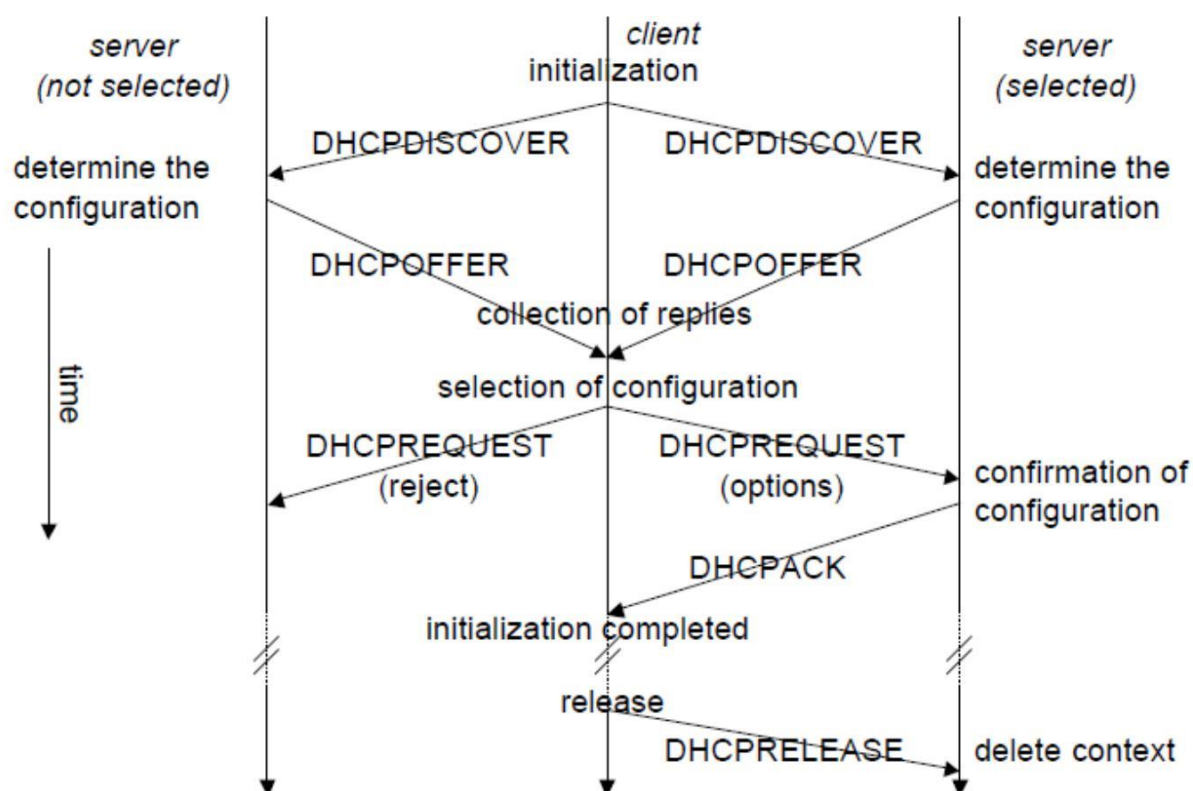 server
(not selected)
client
initialization
server
(selected)
DHCPDISCOVER
DHCPDISCOVER
determine the
configuration
determine the
configuration
DHCPOFFER
DHCPOFFER
collection of replies
time
selection of configuration
DHCPREQUEST
(reject)
DHCPREQUEST
(options)
confirmation of
configuration
DHCPACK
initialization completed
release
DHCPRELEASE
delete context